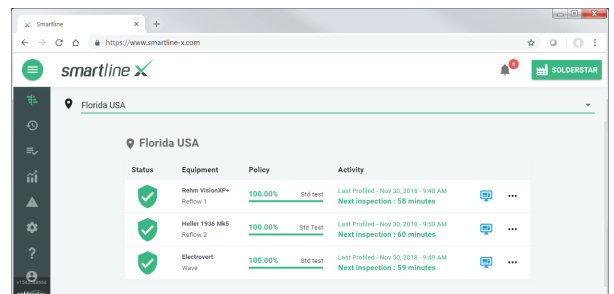 Smartline
https://www.smartline-x.com
smartline X
6
SOLDERSTAR
Florida USA
Florida USA
Status Equipment Policy Activity
Rehm VisionXP+ 100.00% Std test Last Profiled - Nov 30, 2018 - 9:48 AM
Reflow 1 Next inspection : 58 minutes
Heller 1936 Mk5 100.00% Std Test Last Profiled - Nov 30, 2018 - 9:50 AM
Reflow 2 Next inspection : 60 minutes
Electrovert 100.00% Std test Last Profiled - Nov 30, 2018 - 9:49 AM
Wave Next inspection : 59 minutes